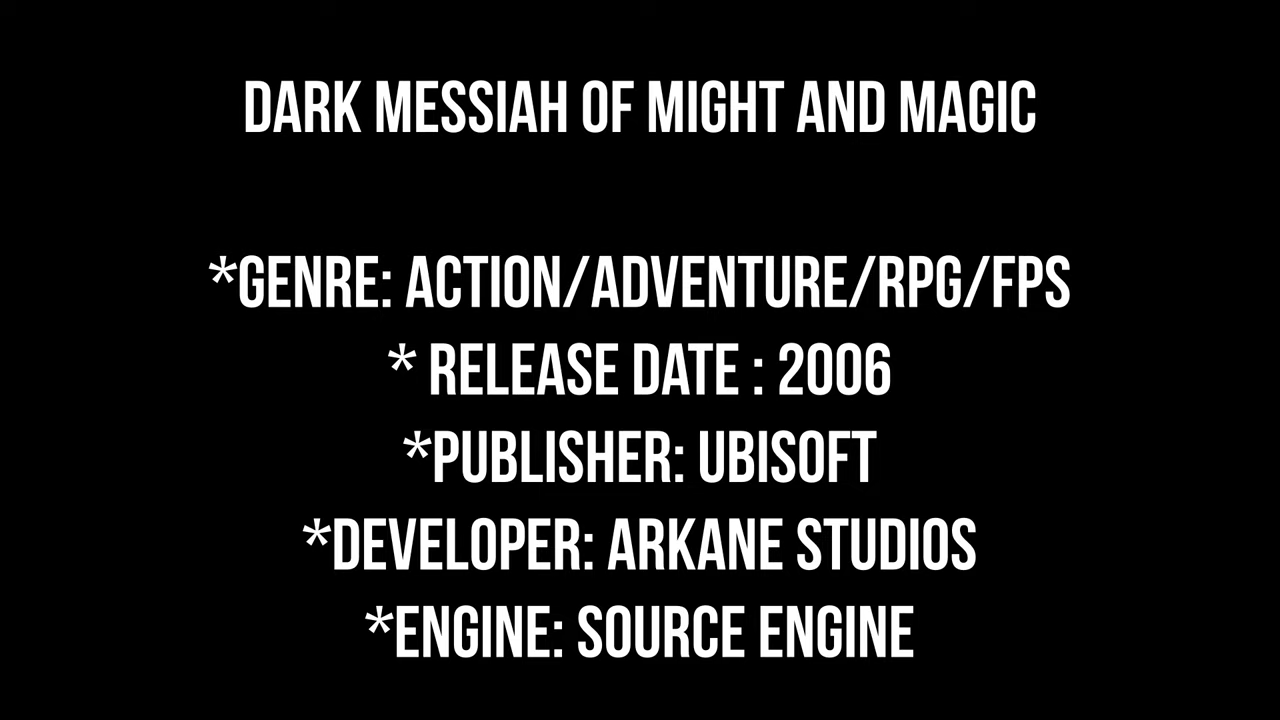 DARK MESSIAH OF MIGHT AND MAGIC
*GENRE: ACTION/ADVENTURE/RPG/FPS
* RELEASE DATE : 2006
*PUBLISHER: UBISOFT
*DEVELOPER: ARKANE STUDIOS
*ENGINE: SOURCE ENGINE